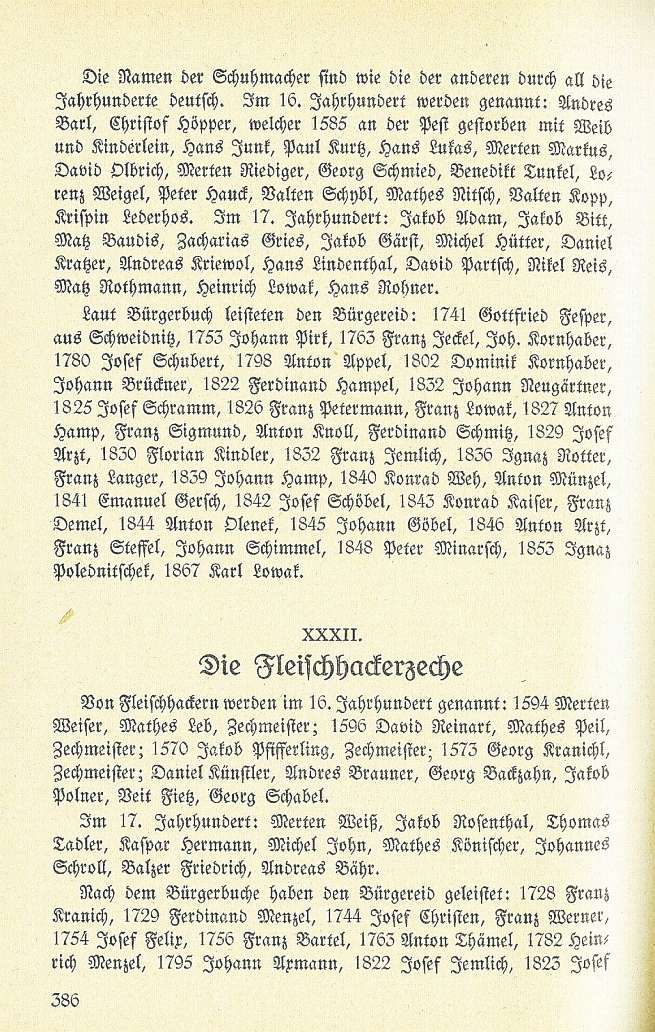 Die Namen der Schuhmacher sind wie die der anderen durch all die
Jahrhunderte deutsch. Im 16. Jahrhundert werden genannt: Andres
Barl, Christof Höpper, welcher 1585 an der Pest gestorben mit Weib
und Kinderlein, Hans Junk, Paul Kurtz, Hans Lukas, Merten Markus,
David Olbrich, Merten Riediger, Georg Schmied, Benedikt Tunkel, Lo-
renz Weigel, Peter Hauck, Valten Schybl, Mathes Nitsch, Valten Kopp,
Krispin Lederhos. Im 17. Jahrhundert: Jakob Adam, Jakob Bitt,
Matz Baudis, Zacharias Gries, Jakob Gärst, Michel Hütter, Daniel
Kratzer, Andreas Kriewol, Hans Lindenthal, David Partsch, Nikel Reis,
Matz Rothmann, Heinrich Lowak, Hans Rohner.
Laut Bürgerbuch leisteten den Bürgereid: 1741 Gottfried Fesper,
aus Schweidnitz, 1753 Johann Pirk, 1763 Franz Jeckel, Joh. Kornhaber,
1780 Josef Schubert, 1798 Anton Appel, 1802 Dominik Kornhaber,
Johann Brückner, 1822 Ferdinand Hampel, 1832 Johann Neugärtner,
1825 Josef Schramm, 1826 Franz Petermann, Franz Lowak, 1827 Anton
Hamp, Franz Sigmund, Anton Knoll, Ferdinand Schmitz, 1829 Josef
Arzt, 1830 Florian Kindler, 1832 Franz Jemlich, 1836 Ignaz Rotter,
Franz Langer, 1839 Johann Hamp, 1840 Konrad Weh, Anton Münzel,
1841 Emanuel Gersch, 1842 Josef Schöbel, 1843 Konrad Kaiser, Franz
Demel, 1844 Anton Olenek, 1845 Johann Göbel, 1846 Anton Arzt,
Franz Steffel, Johann Schimmel, 1848 Peter Minarsch, 1853 Ignaz
Polednitschek, 1867 Karl Lowak.
XXXII.
Die Fleischhackerzeche
Von Fleischhackern werden im 16. Jahrhundert genannt: 1594 Merten
Weiser, Mathes Leb, Zechmeister; 1596 David Reinart, Mathes Peil,
Zechmeister; 1570 Jakob Pfifferling, Zechmeister; 1573 Georg Kranichl,
Zechmeister; Daniel Künstler, Andres Brauner, Georg Backzahn, Jakob
Polner, Veit Fietz, Georg Schabel.
Im 17. Jahrhundert: Merten Weiß, Jakob Rosenthal, Thomas
Tadler, Kaspar Hermann, Michel John, Mathes Könischer, Johannes
Schroll, Balzer Friedrich, Andreas Bähr.
Nach dem Bürgerbuche haben den Bürgereid geleistet: 1728 Franz
Kranich, 1729 Ferdinand Menzel, 1744 Josef Christen, Franz Werner,
1754 Josef Felix, 1756 Franz Bartel, 1763 Anton Thämel, 1782 Hein-
rich Menzel, 1795 Johann Axmann, 1822 Josef Jemlich, 1823 Josef
386